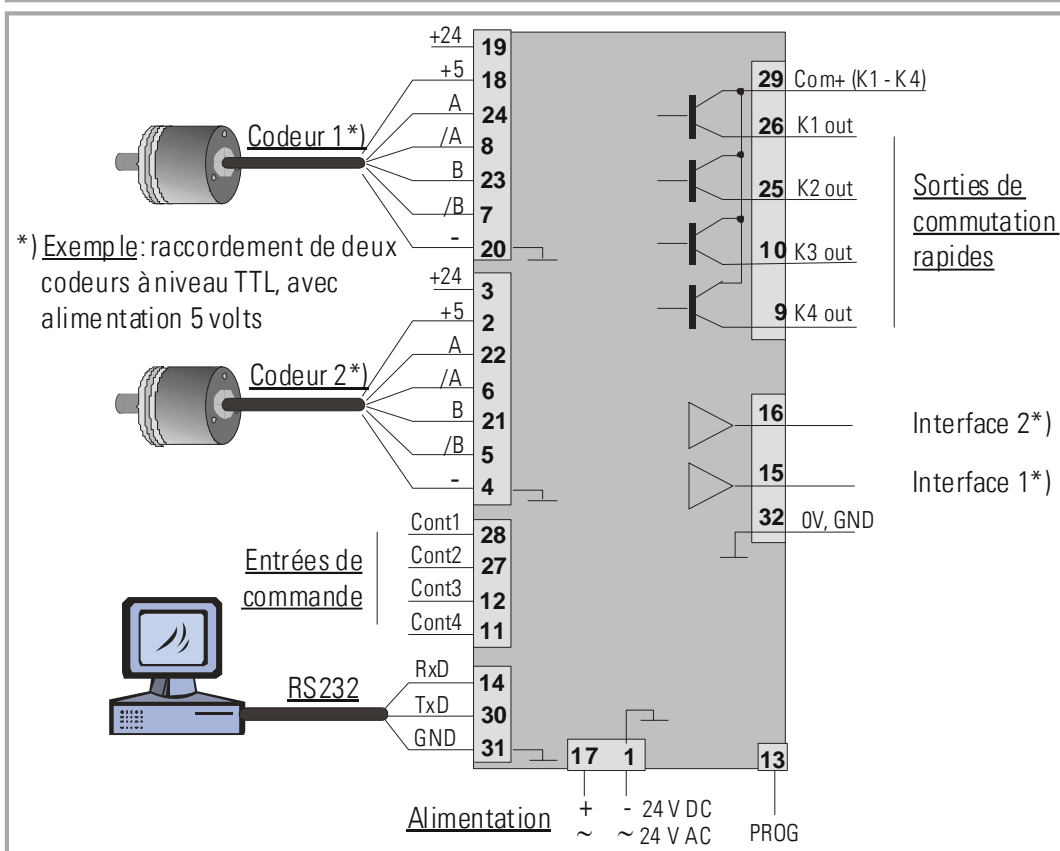 +24 19
+5 18
A 24
/A 8
B 23
/B 7
- 20
Codeur 1*)
*) Exemple: raccordement de deux
codeurs à niveau TTL, avec
alimentation 5 volts
+24 3
+5 2
A 22
/A 6
B 21
/B 5
- 4
Codeur 2*)
Cont1 28
Cont2 27
Cont3 12
Cont4 11
Entrées de
commande
RxD 14
TxD 30
GND 31
RS232
29 Com+ (K1 - K4)
26 K1 out
25 K2 out
10 K3 out
9 K4 out
Sorties de
commutation
rapides
16 Interface 2*)
15 Interface 1*)
32 0V, GND
17 1 13
Alimentation + - 24 V DC
~ ~ 24 V AC PROG